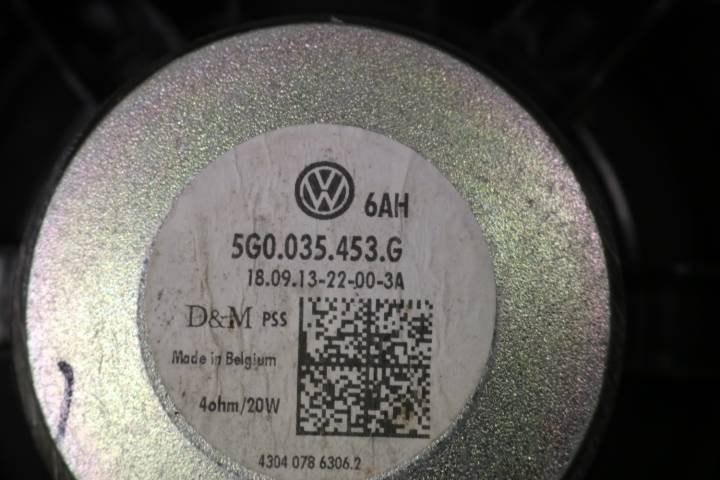 6AH
5G0.035.453.G
18.09.13-22-00-3A
D&M PSS
Made in Belgium
4ohm/20W
4304 078 6306.2